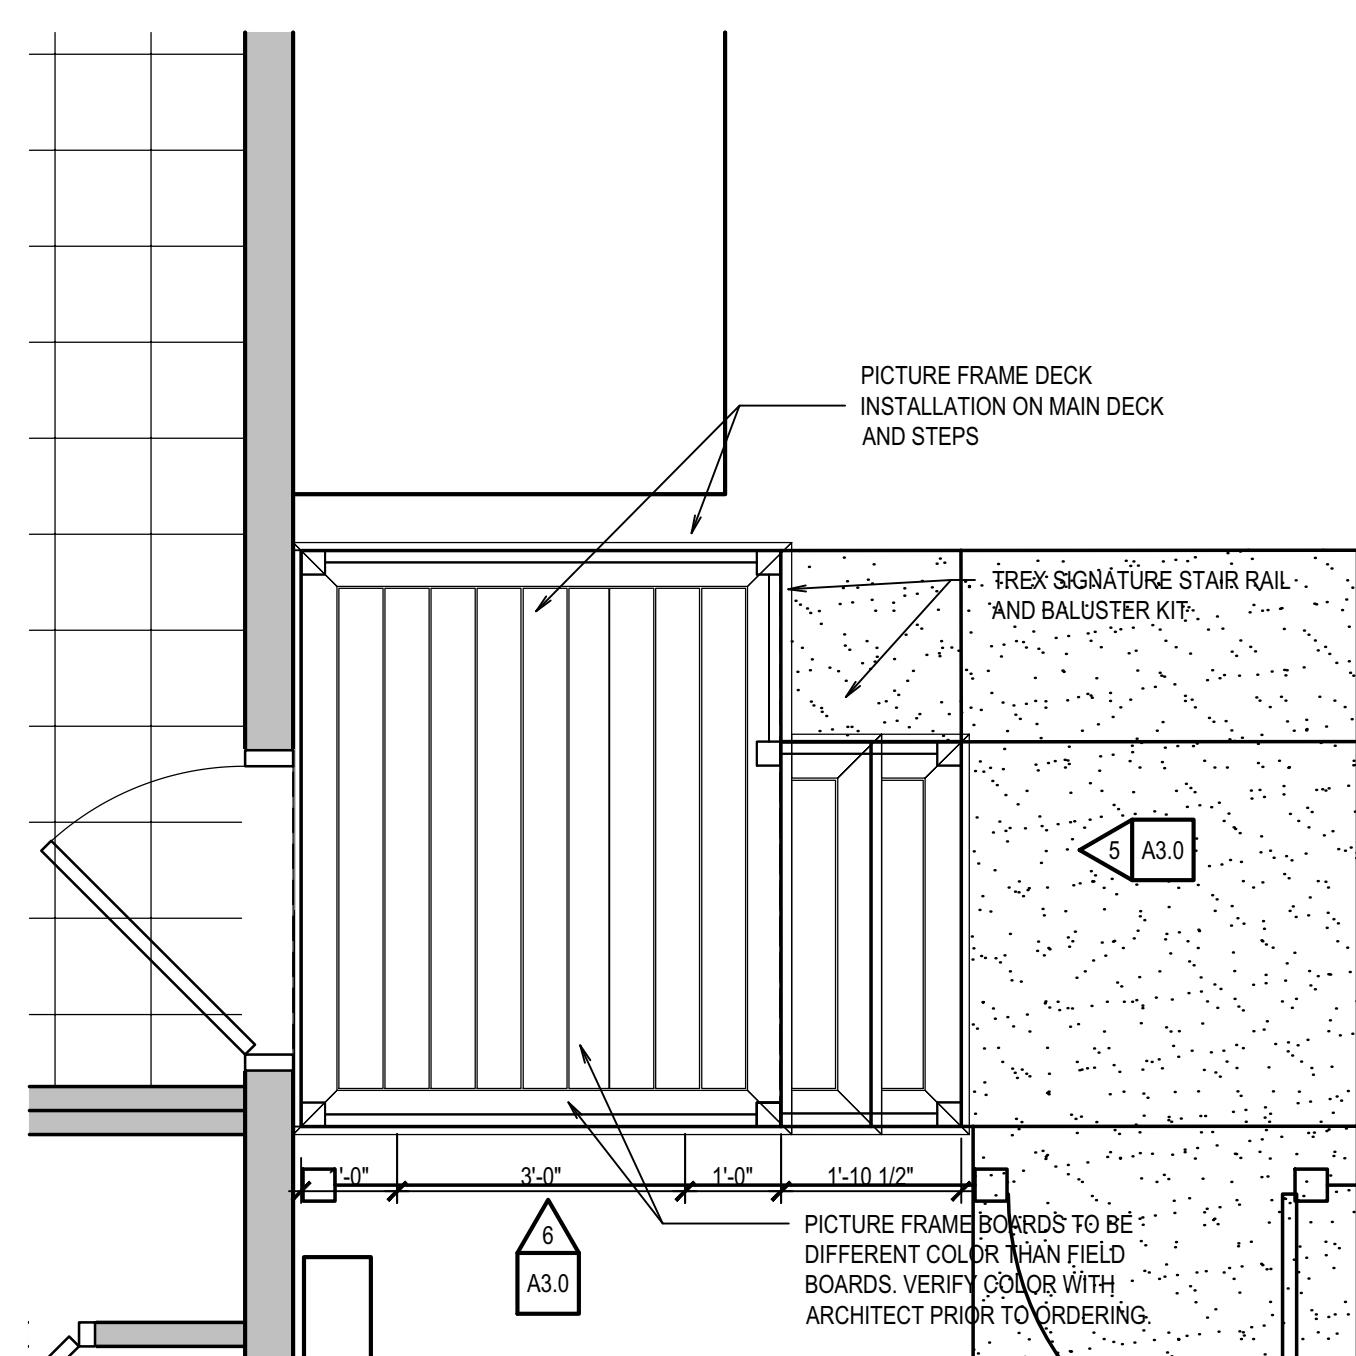 PICTURE FRAME DECK
INSTALLATION ON MAIN DECK
AND STEPS
TREX SIGNATURE STAIR RAIL
AND BALUSTER KIT
5 A3.0
1'-0" 3'-0" 1'-0" 1'-10 1/2"
6
A3.0
PICTURE FRAME BOARDS TO BE
DIFFERENT COLOR THAN FIELD
BOARDS. VERIFY COLOR WITH
ARCHITECT PRIOR TO ORDERING.